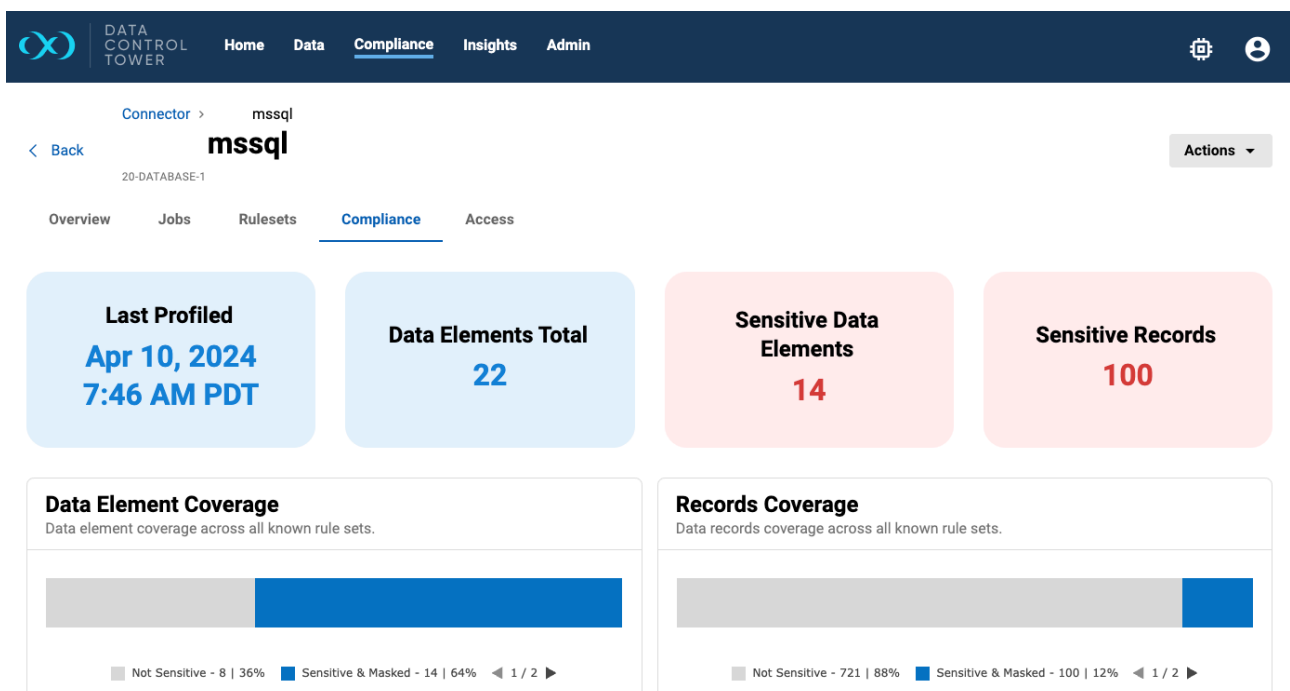 DATA
CONTROL
TOWER
Home Data Compliance Insights Admin
Connector > mssql
< Back
mssql
Actions
20-DATABASE-1
Overview Jobs Rulesets Compliance Access
Last Profiled
Apr 10, 2024
7:46 AM PDT
Data Elements Total
22
Sensitive Data
Elements
14
Sensitive Records
100
Data Element Coverage
Data element coverage across all known rule sets.
Not Sensitive - 8 | 36% Sensitive & Masked - 14 | 64% 1 / 2
Records Coverage
Data records coverage across all known rule sets.
Not Sensitive - 721 | 88% Sensitive & Masked - 100 | 12% 1 / 2